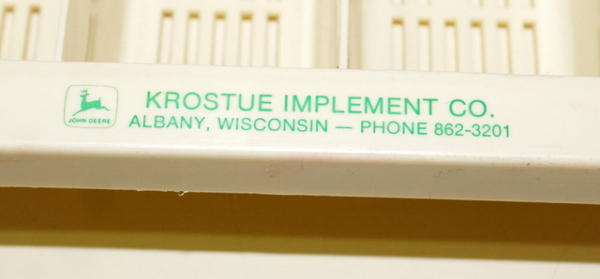 JOHN DEERE
KROSTUE IMPLEMENT CO.
ALBANY, WISCONSIN — PHONE 862-3201